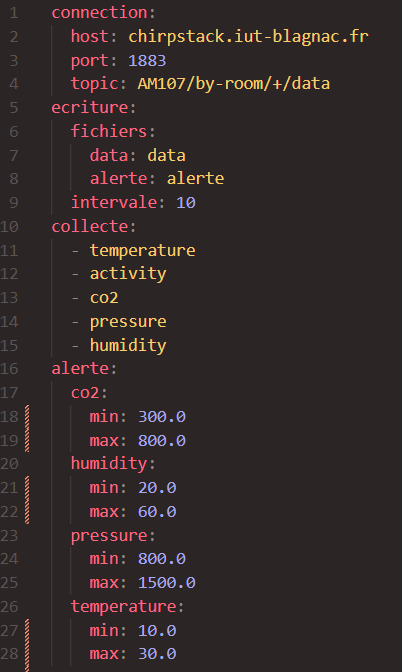 1 connection:
2 host: chirpstack.iut-blagnac.fr
3 port: 1883
4 topic: AM107/by-room/+/data
5 ecriture:
6 fichiers:
7 data: data
8 alerte: alerte
9 intervale: 10
10 collecte:
11 - temperature
12 - activity
13 - co2
14 - pressure
15 - humidity
16 alerte:
17 co2:
18 min: 300.0
19 max: 800.0
20 humidity:
21 min: 20.0
22 max: 60.0
23 pressure:
24 min: 800.0
25 max: 1500.0
26 temperature:
27 min: 10.0
28 max: 30.0